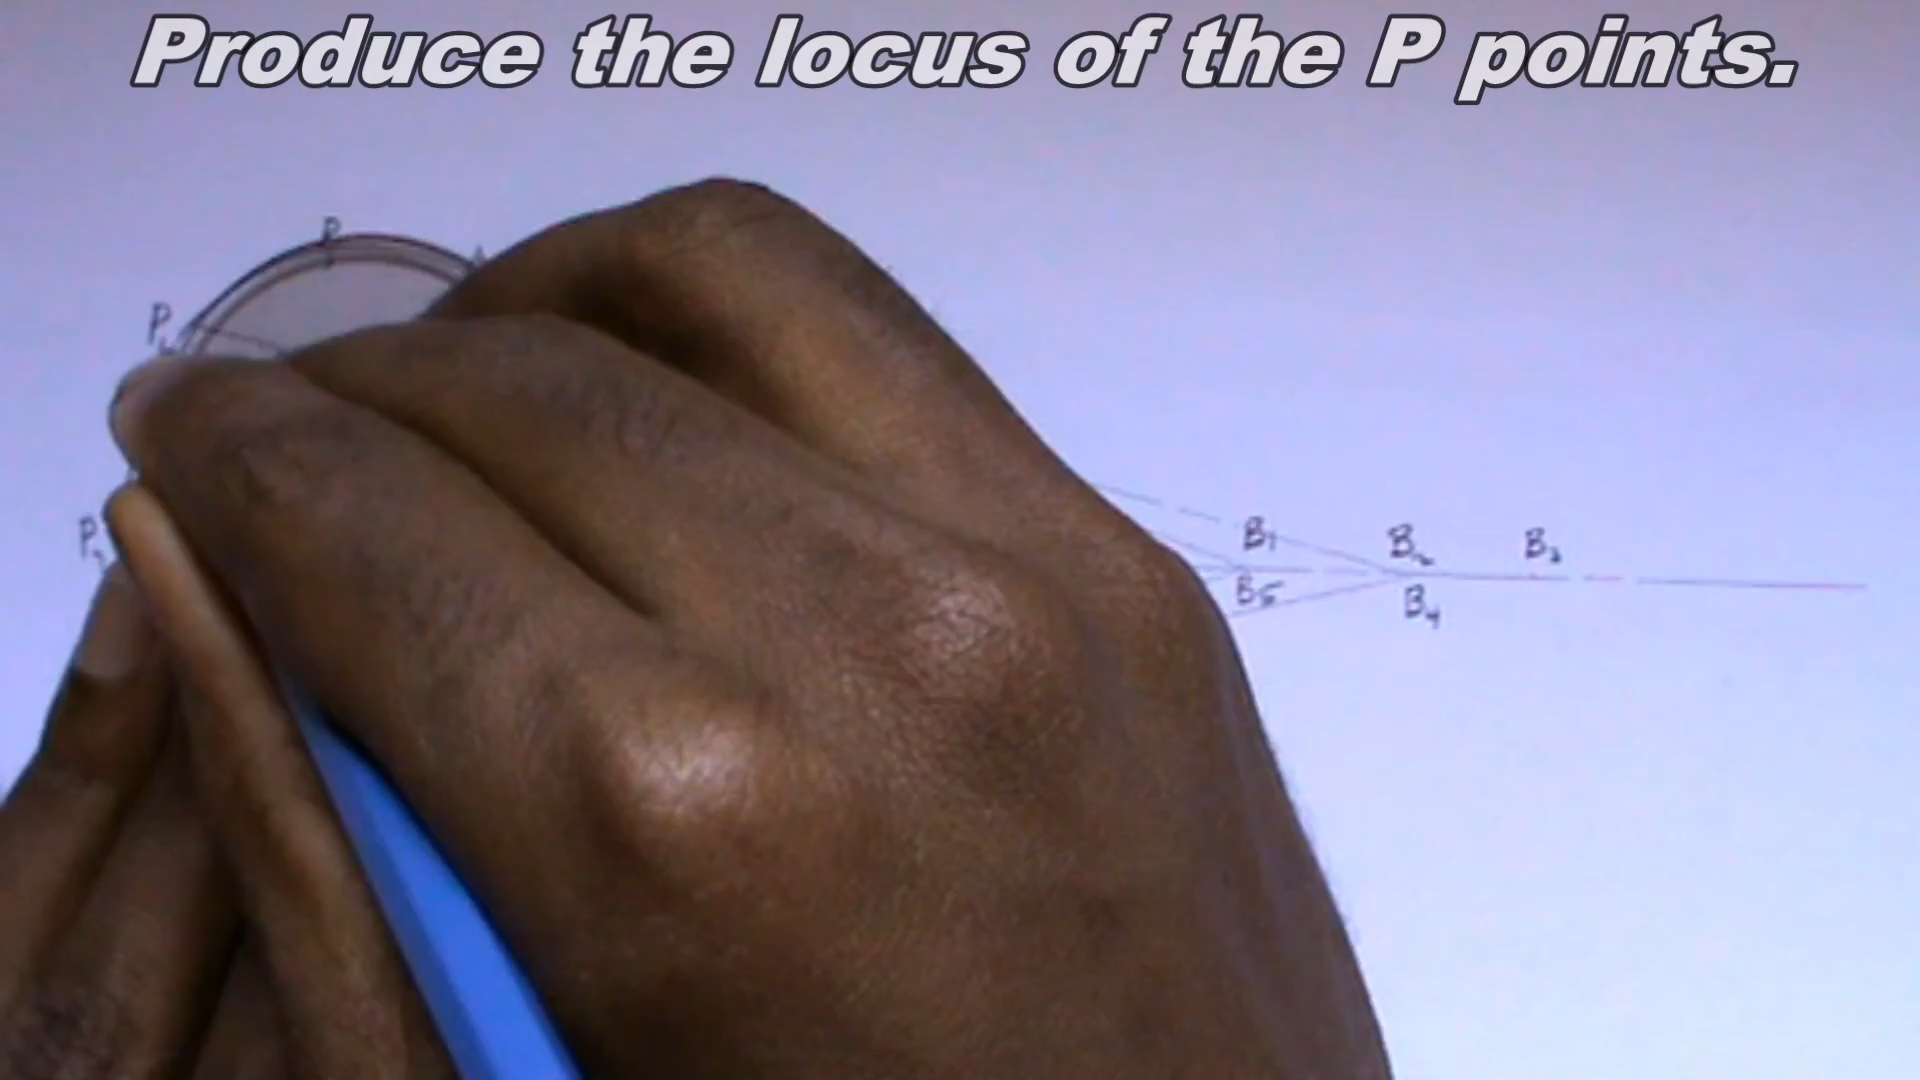 Produce the locus of the P points.
P
P
P
B1 B2 B3
B5 B4